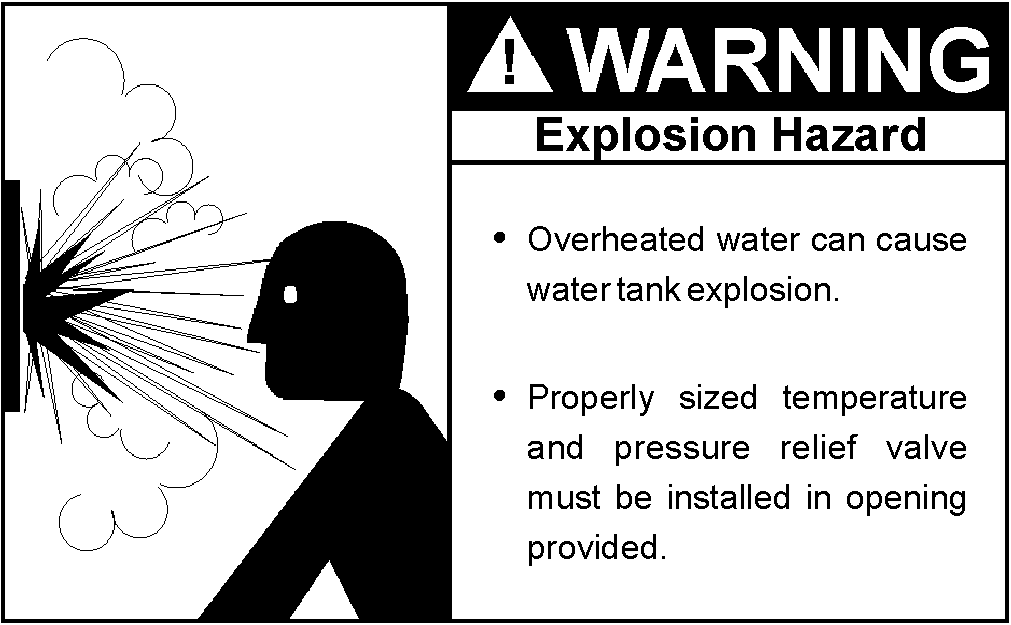 ! WARNING
Explosion Hazard
• Overheated water can cause
water tank explosion.
• Properly sized temperature
and pressure relief valve
must be installed in opening
provided.